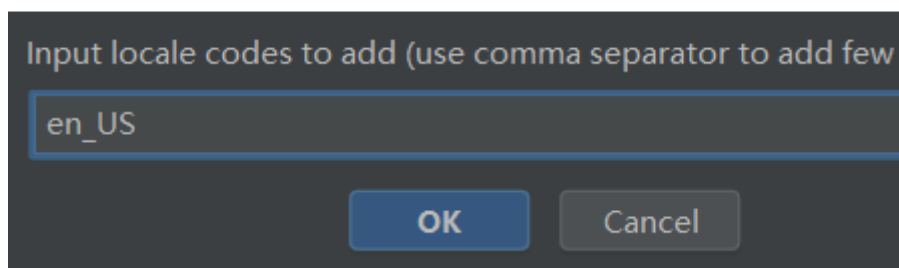 Input locale codes to add (use comma separator to add few
en_US
OK
Cancel